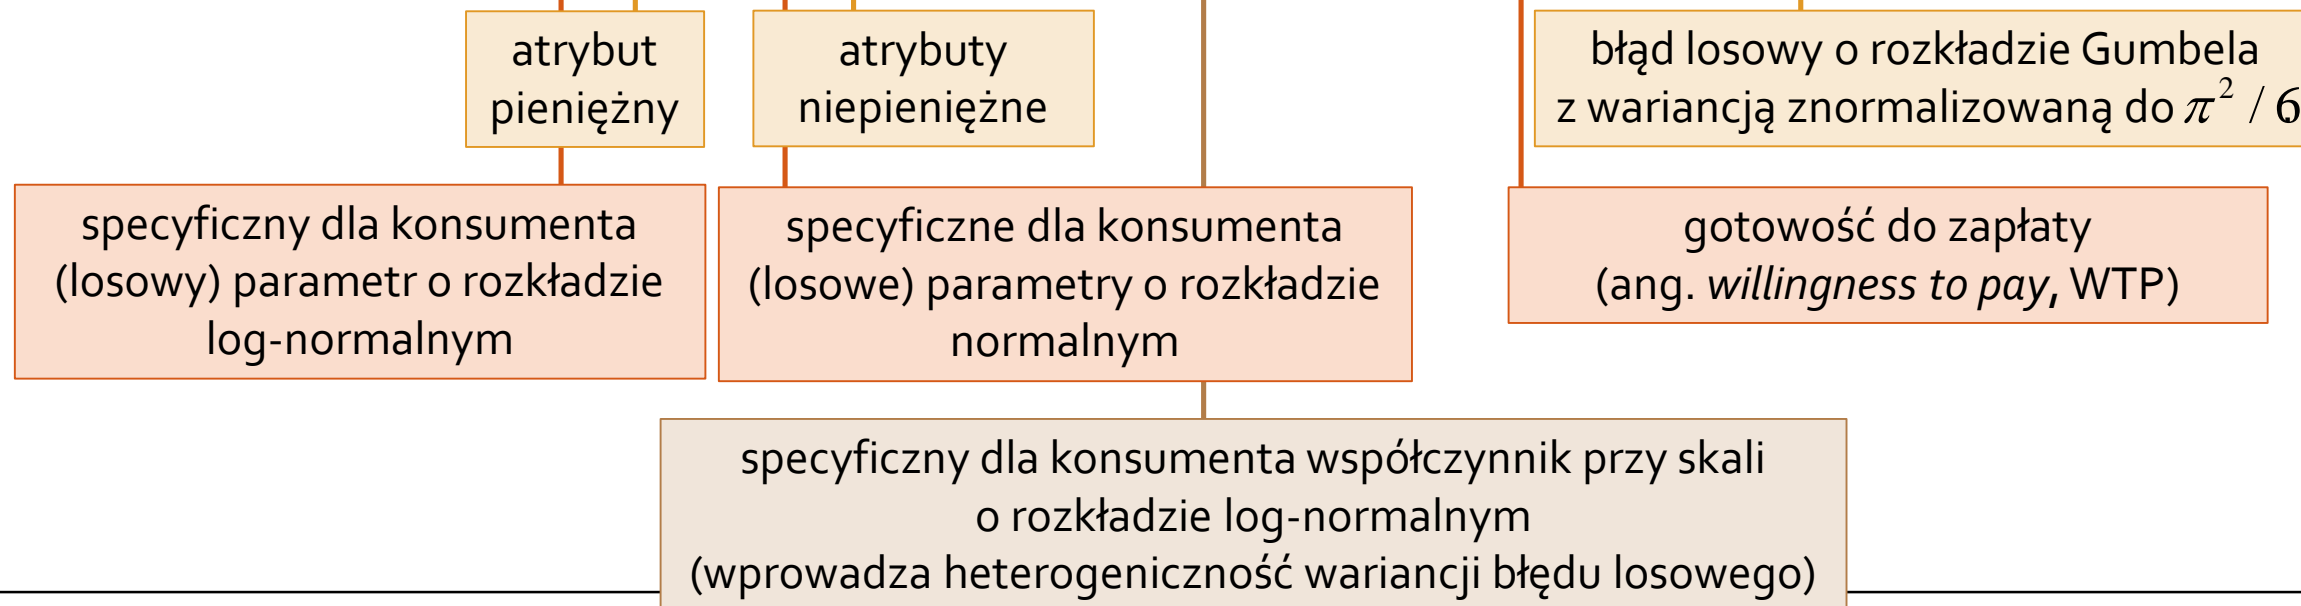 atrybut
pieniężny
atrybuty
niepieniężne
błąd losowy o rozkładzie Gumbela
z wariancją znormalizowaną do π² / 6
specyficzny dla konsumenta
(losowy) parametr o rozkładzie
log-normalnym
specyficzne dla konsumenta
(losowe) parametry o rozkładzie
normalnym
gotowość do zapłaty
(ang. willingness to pay, WTP)
specyficzny dla konsumenta współczynnik przy skali
o rozkładzie log-normalnym
(wprowadza heterogeniczność wariancji błędu losowego)